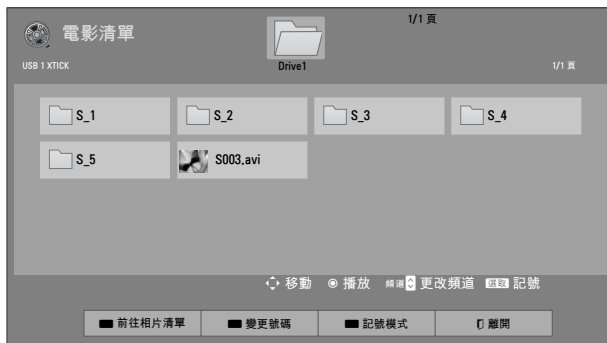 電影清單
1/1 頁
USB 1 XTICK
Drive1
1/1 頁
S_1
S_2
S_3
S_4
S_5
S003.avi
移動 播放 頻道 更改頻道 選取 記號
前往相片清單
變更號碼
記號模式
離開